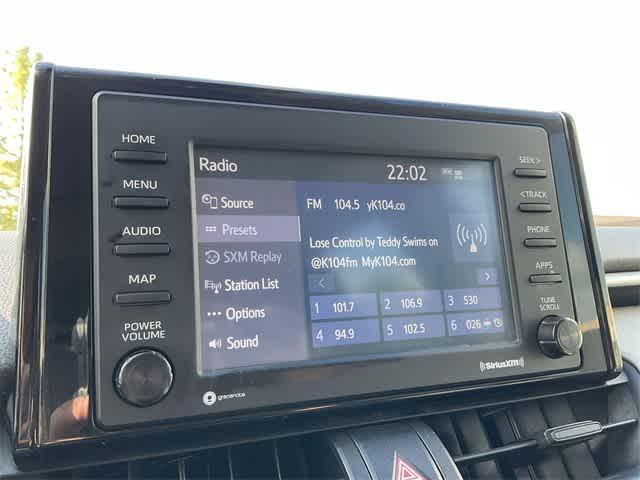 HOME
MENU
AUDIO
MAP
POWER
VOLUME
Radio
22:02
Source
Presets
SXM Replay
Station List
Options
Sound
FM 104.5 yK104.co
Lose Control by Teddy Swims on
@K104fm MyK104.com
1 101.7
2 106.9
3 530
4 94.9
5 102.5
6 026
SEEK >
< TRACK
PHONE
APPS
TUNE
SCROLL
gracenote
SiriusXM